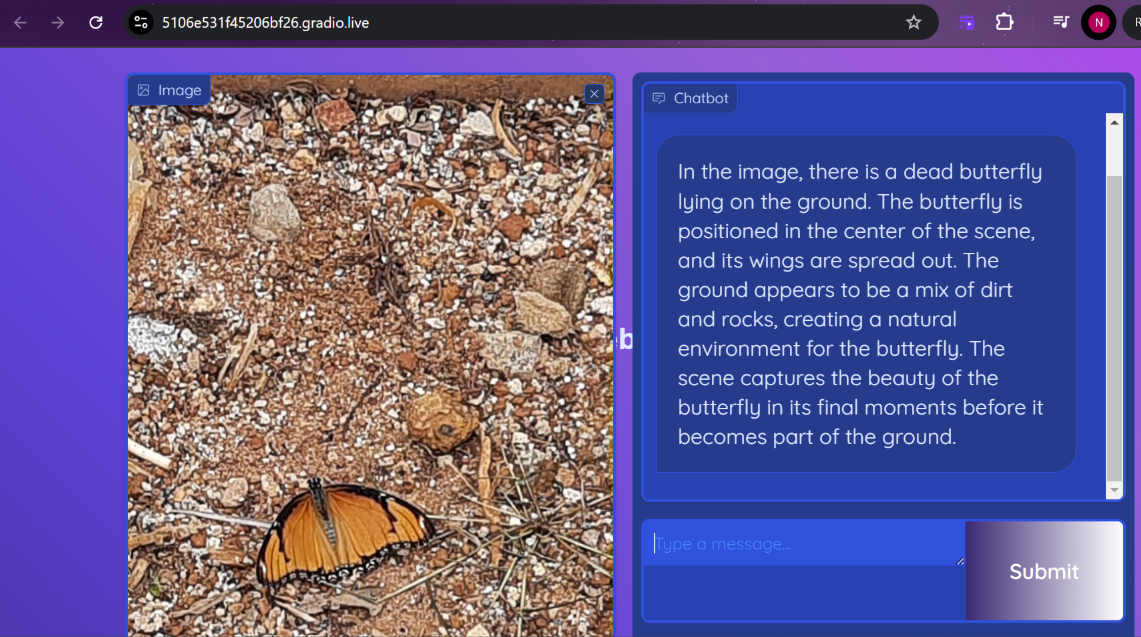 5106e531f45206bf26.gradio.live
N
R
Image
Chatbot
In the image, there is a dead butterfly
lying on the ground. The butterfly is
positioned in the center of the scene,
and its wings are spread out. The
ground appears to be a mix of dirt
and rocks, creating a natural
environment for the butterfly. The
scene captures the beauty of the
butterfly in its final moments before it
becomes part of the ground.
eb
Type a message...
Submit